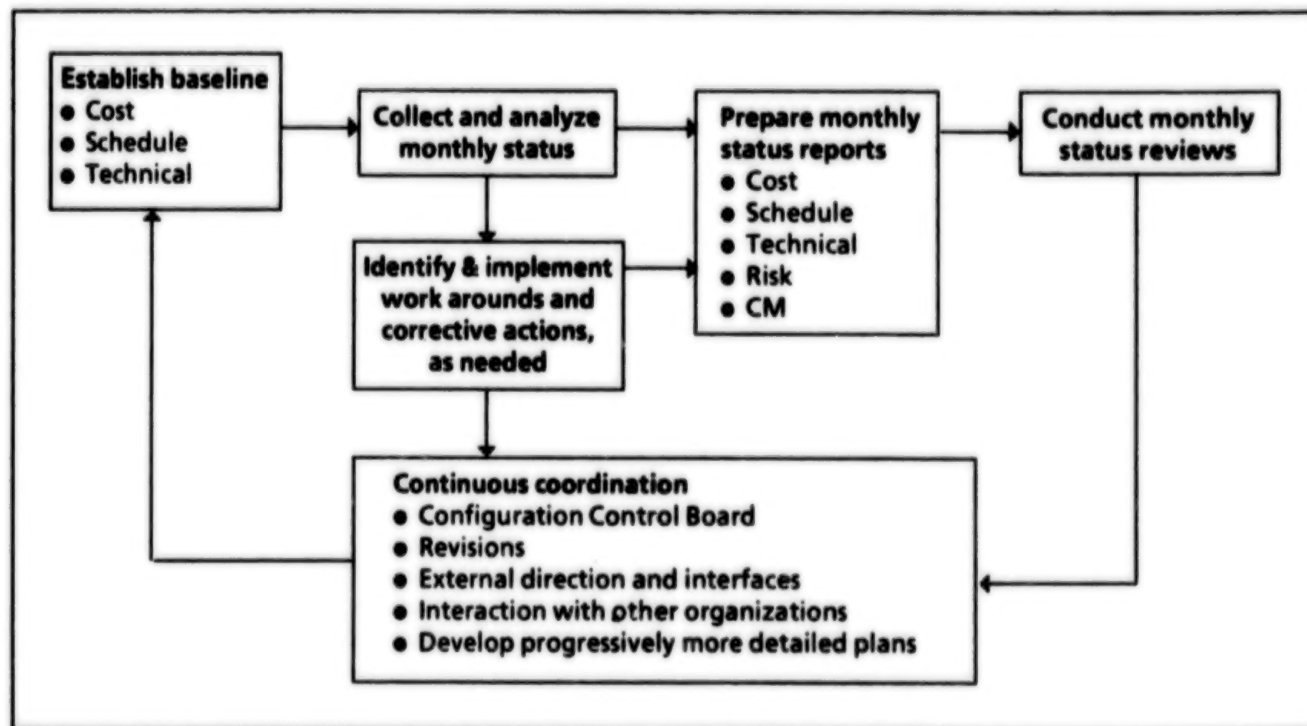 Establish baseline
● Cost
● Schedule
● Technical
Collect and analyze
monthly status
Prepare monthly
status reports
● Cost
● Schedule
● Technical
● Risk
● CM
Conduct monthly
status reviews
Identify & implement
work arounds and
corrective actions,
as needed
Continuous coordination
● Configuration Control Board
● Revisions
● External direction and interfaces
● Interaction with other organizations
● Develop progressively more detailed plans